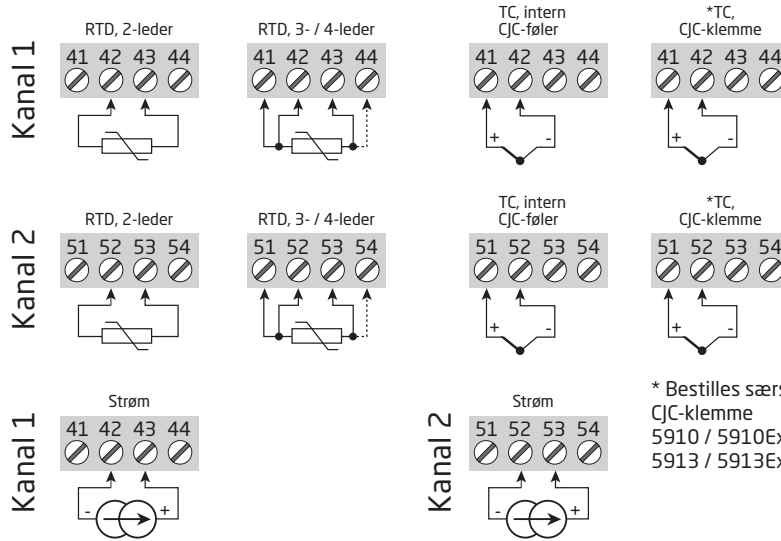 Kanal 1
RTD, 2-leder
41 42 43 44
RTD, 3- / 4-leder
41 42 43 44
TC, intern
CJC-føler
41 42 43 44
+ -
*TC,
CJC-klemme
41 42 43 44
+ -
Kanal 2
RTD, 2-leder
51 52 53 54
RTD, 3- / 4-leder
51 52 53 54
TC, intern
CJC-føler
51 52 53 54
+ -
*TC,
CJC-klemme
51 52 53 54
+ -
Kanal 1
Strøm
41 42 43 44
- +
Kanal 2
Strøm
51 52 53 54
- +
* Bestilles særs
CJC-klemme
5910 / 5910Ex
5913 / 5913Ex